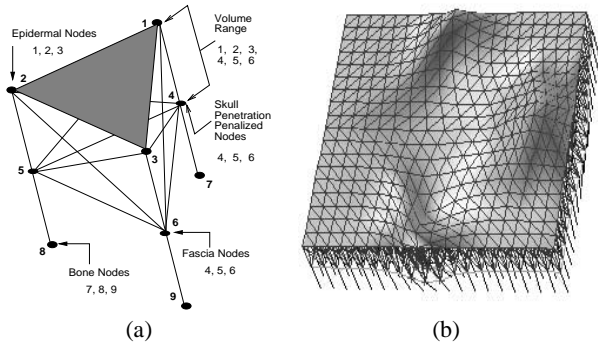 Epidermal Nodes
1, 2, 3
1
Volume
Range
1, 2, 3,
4, 5, 6
2
4
Skull
Penetration
Penalized
Nodes
4, 5, 6
3
5
7
6
8
Bone Nodes
7, 8, 9
Fascia Nodes
4, 5, 6
9
(a)
(b)